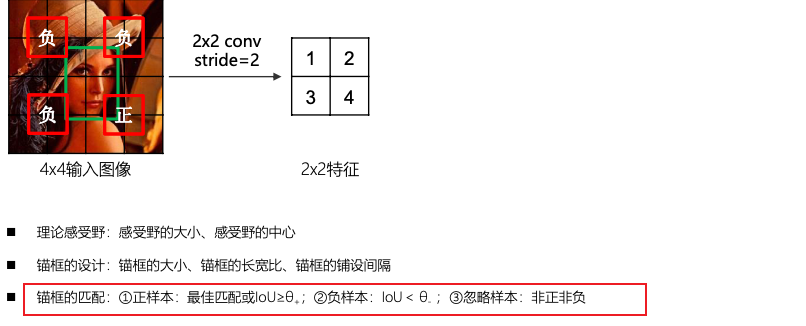 负 负
2x2 conv
stride=2
1 2
负 正
3 4
4x4输入图像 2x2特征
■ 理论感受野：感受野的大小、感受野的中心
■ 锚框的设计：锚框的大小、锚框的长宽比、锚框的铺设间隔
■ 锚框的匹配：①正样本：最佳匹配或IoU≥θ₊；②负样本：IoU < θ₋；③忽略样本：非正非负